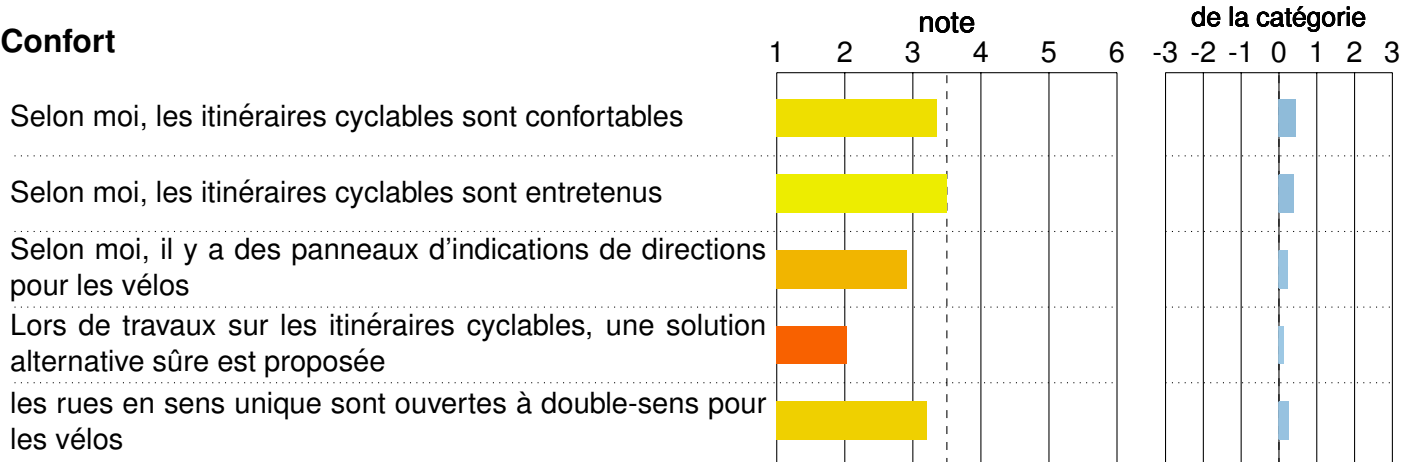 Confort
note
de la catégorie
1 2 3 4 5 6
-3 -2 -1 0 1 2 3
Selon moi, les itinéraires cyclables sont confortables
Selon moi, les itinéraires cyclables sont entretenus
Selon moi, il y a des panneaux d'indications de directions
pour les vélos
Lors de travaux sur les itinéraires cyclables, une solution
alternative sûre est proposée
les rues en sens unique sont ouvertes à double-sens pour
les vélos